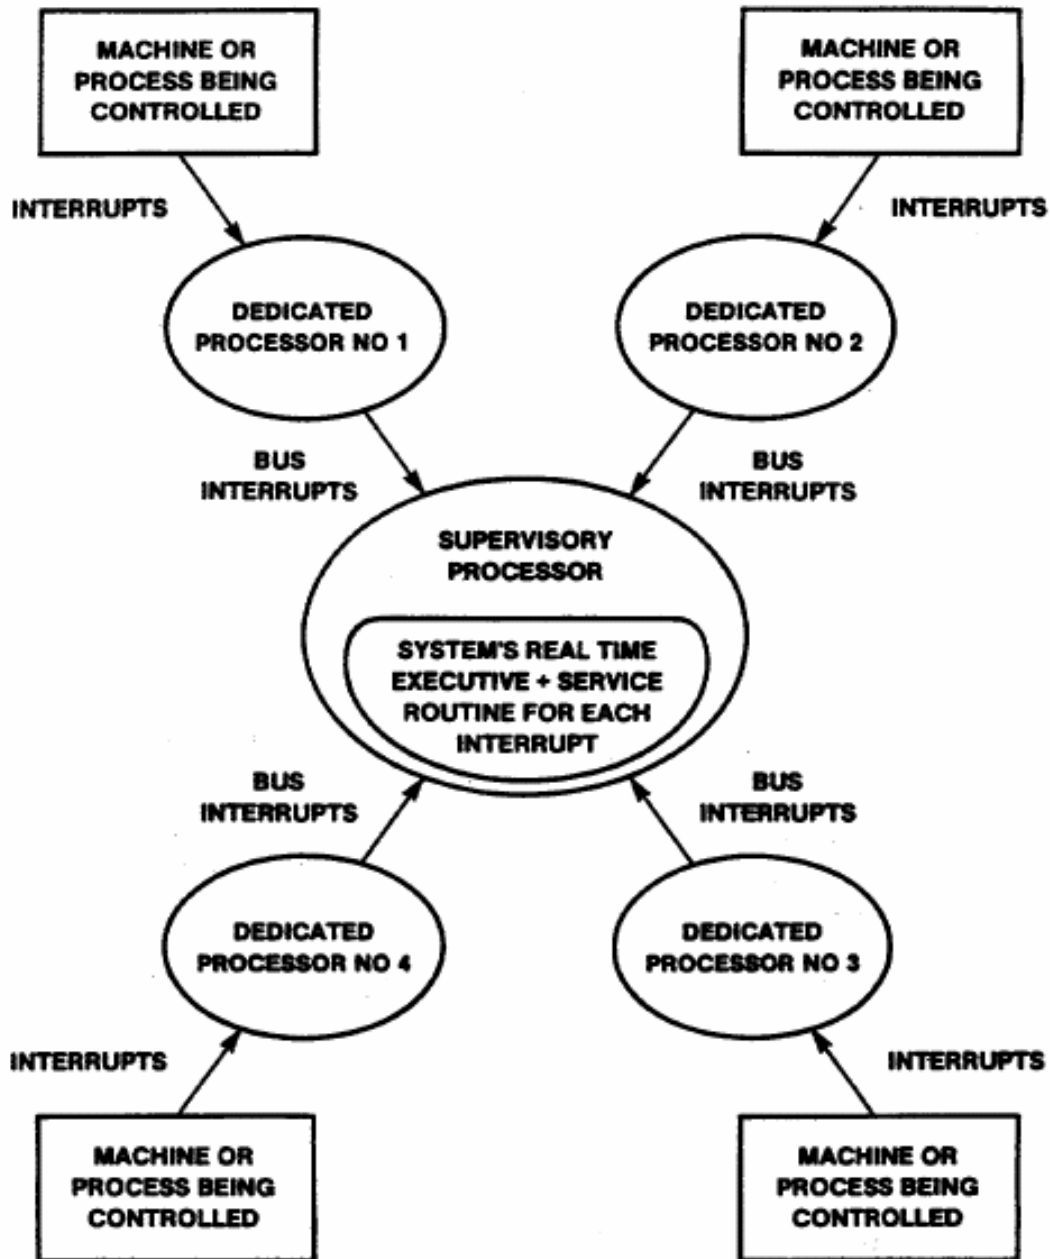 MACHINE OR
PROCESS BEING
CONTROLLED
MACHINE OR
PROCESS BEING
CONTROLLED
INTERRUPTS
INTERRUPTS
DEDICATED
PROCESSOR NO 1
DEDICATED
PROCESSOR NO 2
BUS
INTERRUPTS
BUS
INTERRUPTS
SUPERVISORY
PROCESSOR
SYSTEM'S REAL TIME
EXECUTIVE + SERVICE
ROUTINE FOR EACH
INTERRUPT
BUS
INTERRUPTS
BUS
INTERRUPTS
DEDICATED
PROCESSOR NO 4
DEDICATED
PROCESSOR NO 3
INTERRUPTS
INTERRUPTS
MACHINE OR
PROCESS BEING
CONTROLLED
MACHINE OR
PROCESS BEING
CONTROLLED